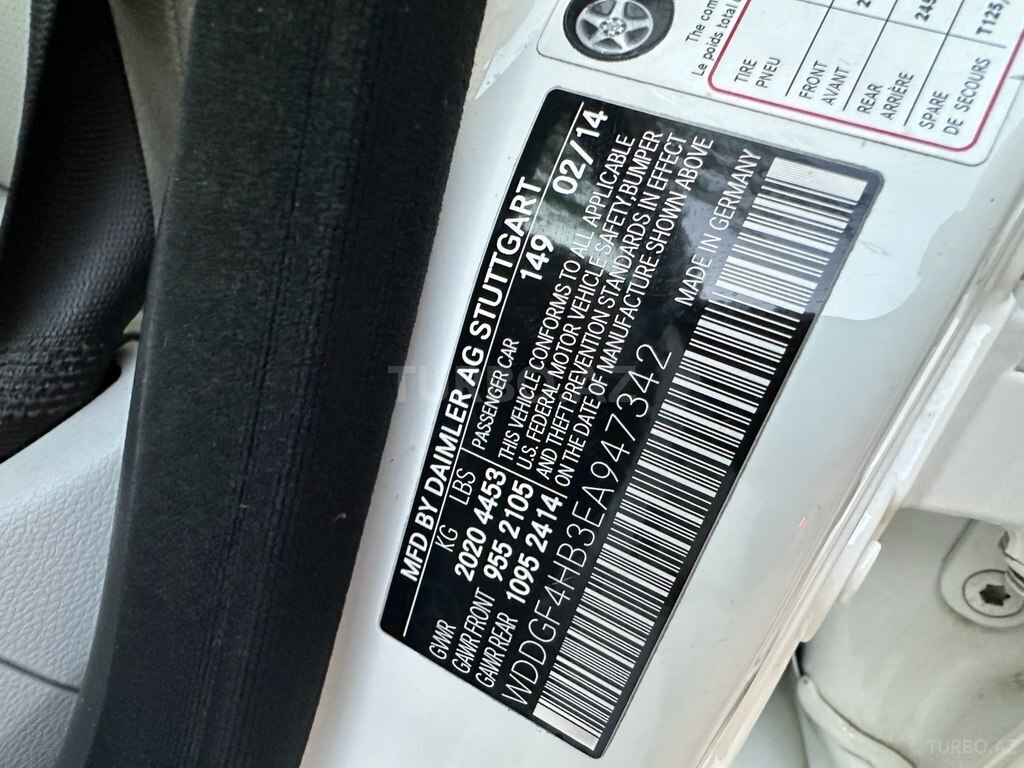 The com
Le poids total
TIRE
PNEU
FRONT
AVANT
REAR
ARRIÈRE
SPARE
DE SECOURS
245
T125/
MFD BY DAIMLER AG STUTTGART
KG LBS PASSENGER CAR 149 02/14
GVWR 2020 4453
GAWR FRONT 955 2105
GAWR REAR 1095 2414
THIS VEHICLE CONFORMS TO ALL APPLICABLE
U.S. FEDERAL MOTOR VEHICLE SAFETY,BUMPER
AND THEFT PREVENTION STANDARDS IN EFFECT
ON THE DATE OF MANUFACTURE SHOWN ABOVE
MADE IN GERMANY
WDDGF4HB3EA947342
TURBO.AZ
TURBO.AZ